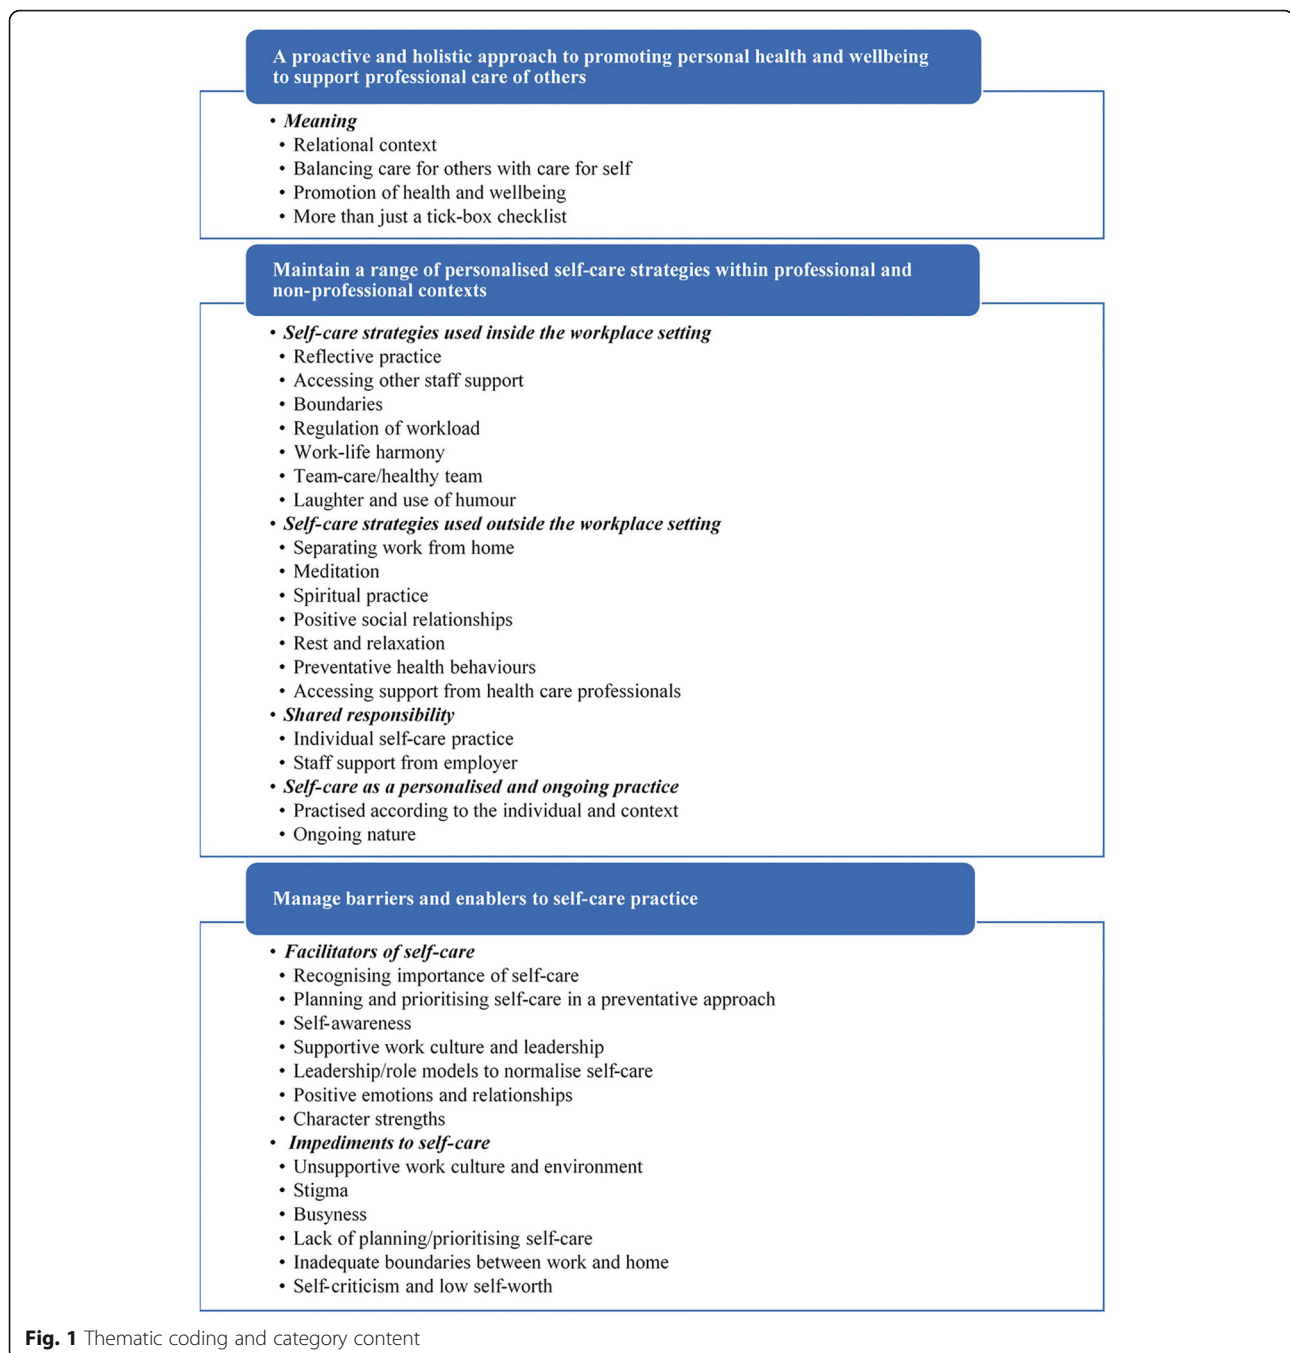 A proactive and holistic approach to promoting personal health and wellbeing
to support professional care of others
• Meaning
• Relational context
• Balancing care for others with care for self
• Promotion of health and wellbeing
• More than just a tick-box checklist
Maintain a range of personalised self-care strategies within professional and
non-professional contexts
• Self-care strategies used inside the workplace setting
• Reflective practice
• Accessing other staff support
• Boundaries
• Regulation of workload
• Work-life harmony
• Team-care/healthy team
• Laughter and use of humour
• Self-care strategies used outside the workplace setting
• Separating work from home
• Meditation
• Spiritual practice
• Positive social relationships
• Rest and relaxation
• Preventative health behaviours
• Accessing support from health care professionals
• Shared responsibility
• Individual self-care practice
• Staff support from employer
• Self-care as a personalised and ongoing practice
• Practised according to the individual and context
• Ongoing nature
Manage barriers and enablers to self-care practice
• Facilitators of self-care
• Recognising importance of self-care
• Planning and prioritising self-care in a preventative approach
• Self-awareness
• Supportive work culture and leadership
• Leadership/role models to normalise self-care
• Positive emotions and relationships
• Character strengths
• Impediments to self-care
• Unsupportive work culture and environment
• Stigma
• Busyness
• Lack of planning/prioritising self-care
• Inadequate boundaries between work and home
• Self-criticism and low self-worth
Fig. 1 Thematic coding and category content